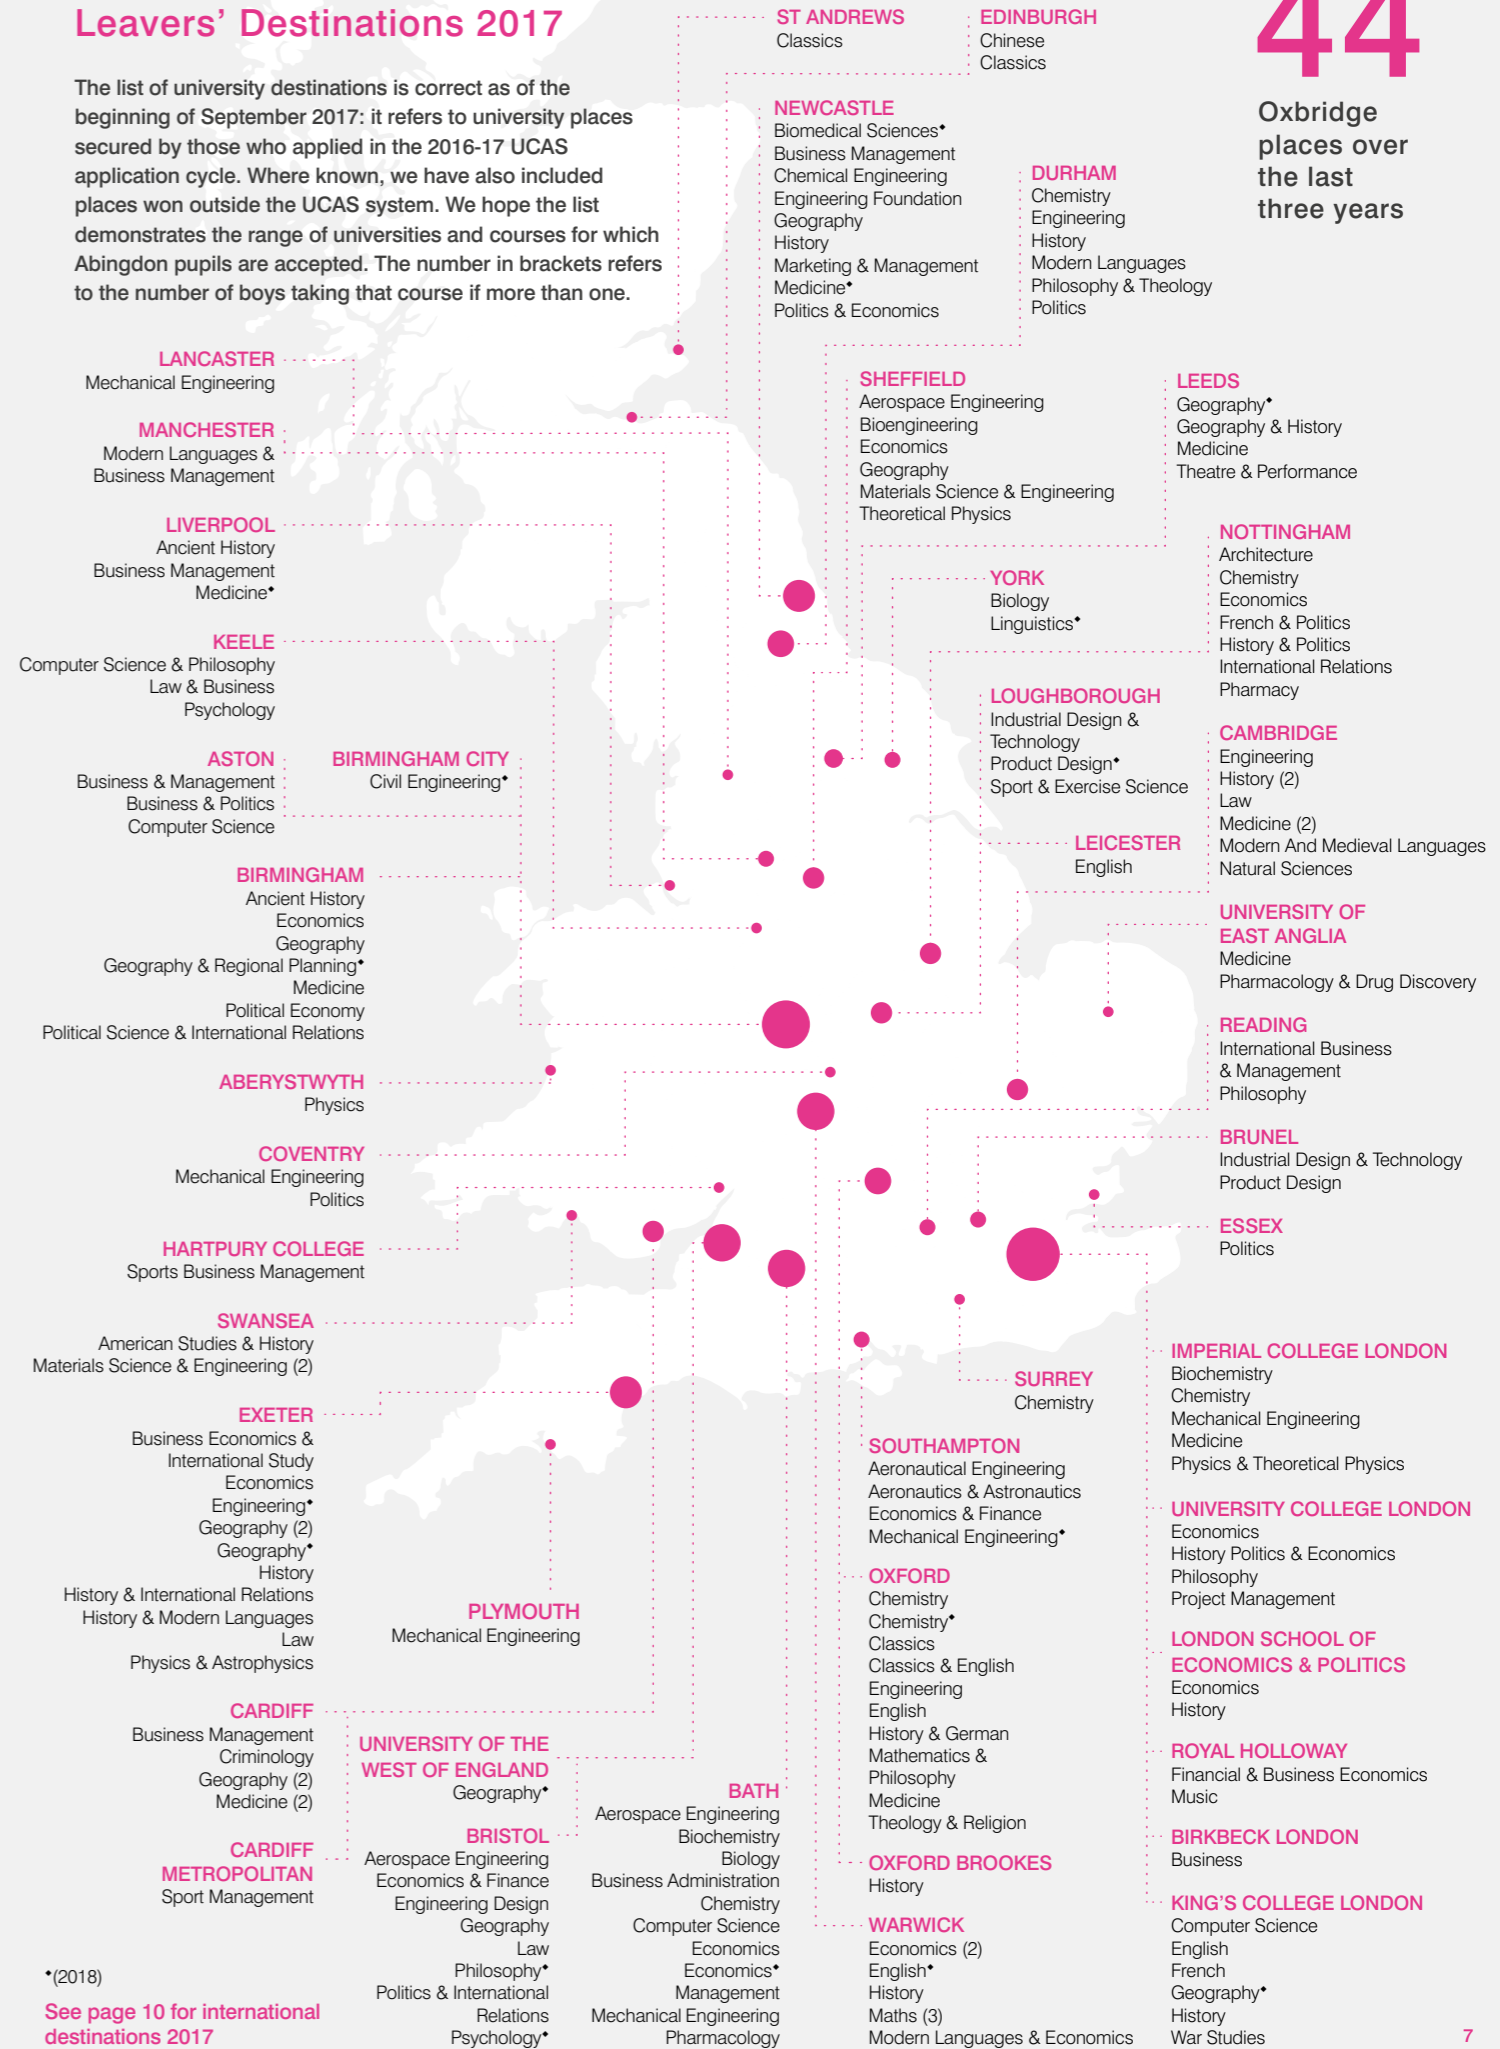 Leavers' Destinations 2017
The list of university destinations is correct as of the
beginning of September 2017: it refers to university places
secured by those who applied in the 2016-17 UCAS
application cycle. Where known, we have also included
places won outside the UCAS system. We hope the list
demonstrates the range of universities and courses for which
Abingdon pupils are accepted. The number in brackets refers
to the number of boys taking that course if more than one.
44
Oxbridge
places over
the last
three years
ST ANDREWS
Classics
EDINBURGH
Chinese
Classics
NEWCASTLE
Biomedical Sciences◆
Business Management
Chemical Engineering
Engineering Foundation
Geography
History
Marketing & Management
Medicine◆
Politics & Economics
DURHAM
Chemistry
Engineering
History
Modern Languages
Philosophy & Theology
Politics
LANCASTER
Mechanical Engineering
MANCHESTER
Modern Languages &
Business Management
LIVERPOOL
Ancient History
Business Management
Medicine◆
KEELE
Computer Science & Philosophy
Law & Business
Psychology
ASTON
Business & Management
Business & Politics
Computer Science
BIRMINGHAM CITY
Civil Engineering◆
BIRMINGHAM
Ancient History
Economics
Geography
Geography & Regional Planning◆
Medicine
Political Economy
Political Science & International Relations
ABERYSTWYTH
Physics
COVENTRY
Mechanical Engineering
Politics
HARTPURY COLLEGE
Sports Business Management
SWANSEA
American Studies & History
Materials Science & Engineering (2)
EXETER
Business Economics &
International Study
Economics
Engineering◆
Geography (2)
Geography◆
History
History & International Relations
History & Modern Languages
Law
Physics & Astrophysics
PLYMOUTH
Mechanical Engineering
CARDIFF
Business Management
Criminology
Geography (2)
Medicine (2)
CARDIFF
METROPOLITAN
Sport Management
UNIVERSITY OF THE
WEST OF ENGLAND
Geography◆
BRISTOL
Aerospace Engineering
Economics & Finance
Engineering Design
Geography
Law
Philosophy◆
Politics & International
Relations
Psychology◆
BATH
Aerospace Engineering
Biochemistry
Biology
Business Administration
Chemistry
Computer Science
Economics
Economics◆
Management
Mechanical Engineering
Pharmacology
SHEFFIELD
Aerospace Engineering
Bioengineering
Economics
Geography
Materials Science & Engineering
Theoretical Physics
LEEDS
Geography◆
Geography & History
Medicine
Theatre & Performance
YORK
Biology
Linguistics◆
NOTTINGHAM
Architecture
Chemistry
Economics
French & Politics
History & Politics
International Relations
Pharmacy
LOUGHBOROUGH
Industrial Design &
Technology
Product Design◆
Sport & Exercise Science
LEICESTER
English
CAMBRIDGE
Engineering
History (2)
Law
Medicine (2)
Modern And Medieval Languages
Natural Sciences
UNIVERSITY OF
EAST ANGLIA
Medicine
Pharmacology & Drug Discovery
READING
International Business
& Management
Philosophy
BRUNEL
Industrial Design & Technology
Product Design
ESSEX
Politics
SURREY
Chemistry
SOUTHAMPTON
Aeronautical Engineering
Aeronautics & Astronautics
Economics & Finance
Mechanical Engineering◆
OXFORD
Chemistry
Chemistry◆
Classics
Classics & English
Engineering
English
History & German
Mathematics &
Philosophy
Medicine
Theology & Religion
OXFORD BROOKES
History
WARWICK
Economics (2)
English◆
History
Maths (3)
Modern Languages & Economics
IMPERIAL COLLEGE LONDON
Biochemistry
Chemistry
Mechanical Engineering
Medicine
Physics & Theoretical Physics
UNIVERSITY COLLEGE LONDON
Economics
History Politics & Economics
Philosophy
Project Management
LONDON SCHOOL OF
ECONOMICS & POLITICS
Economics
History
ROYAL HOLLOWAY
Financial & Business Economics
Music
BIRKBECK LONDON
Business
KING'S COLLEGE LONDON
Computer Science
English
French
Geography◆
History
War Studies
◆(2018)
See page 10 for international
destinations 2017
7